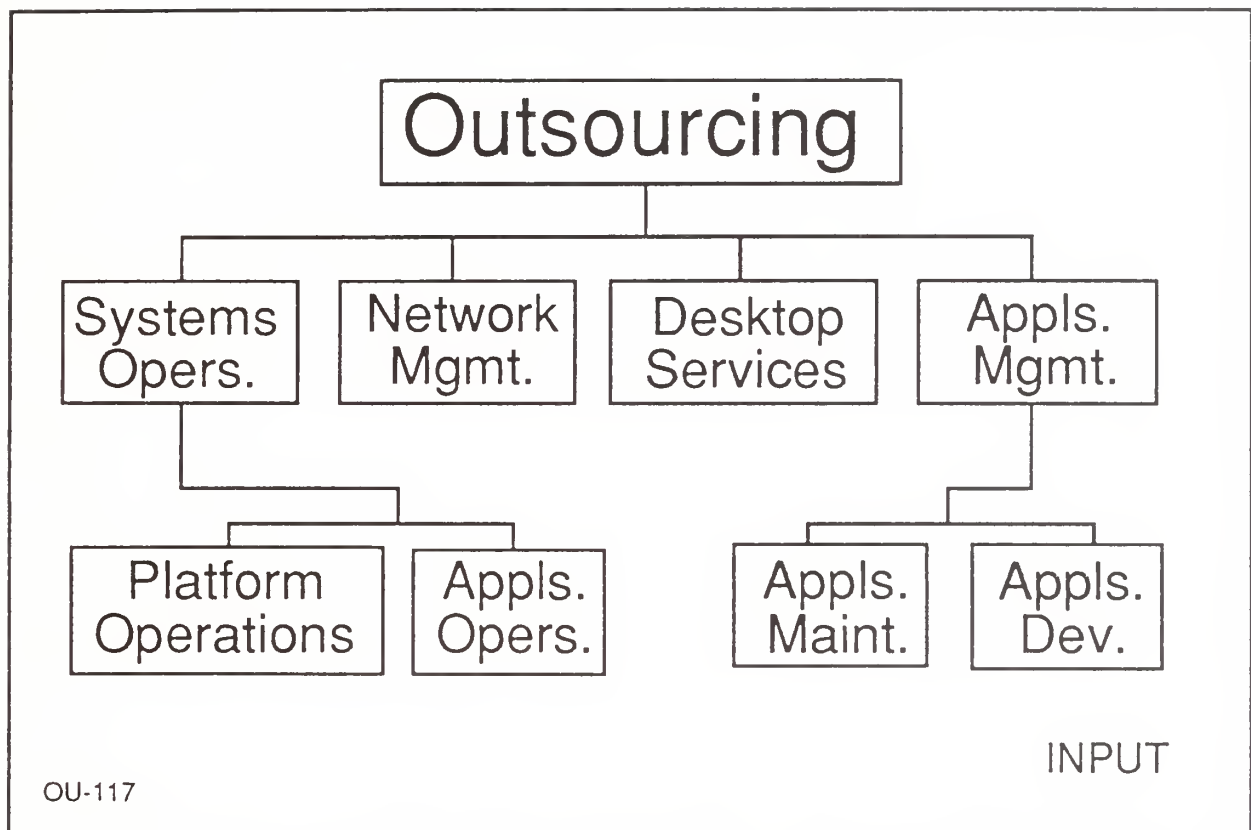 Outsourcing
Systems
Opers.
Network
Mgmt.
Desktop
Services
Appls.
Mgmt.
Platform
Operations
Appls.
Opers.
Appls.
Maint.
Appls.
Dev.
INPUT
OU-117